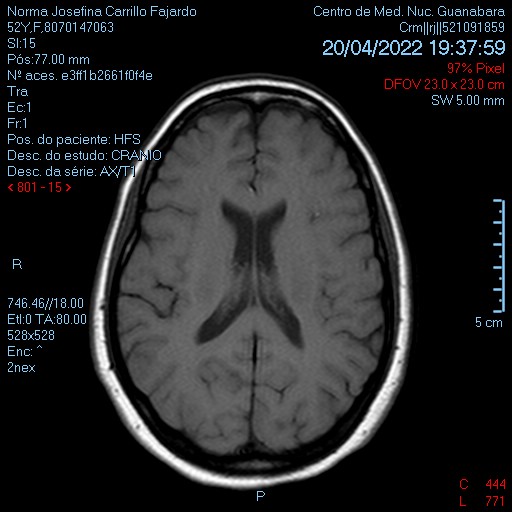 Norma Josefina Carrillo Fajardo
52Y,F,8070147063
Sl:15
Pós:77.00 mm
Nº aces. e3ff1b2661f0f4e
Tra
Ec:1
Fr:1
Pos. do paciente: HFS
Desc. do estudo: CRANIO
Desc. da série: AX/T1
< 801 - 15 >
Centro de Med. Nuc. Guanabara
Crm||rj||521091859
20/04/2022 19:37:59
97% Pixel
DFOV 23.0 x 23.0 cm
SW 5.00 mm
R
5 cm
746.46//18.00
Etl:0 TA:80.00
528x528
Enc: ^
2nex
P
C 444
L 771